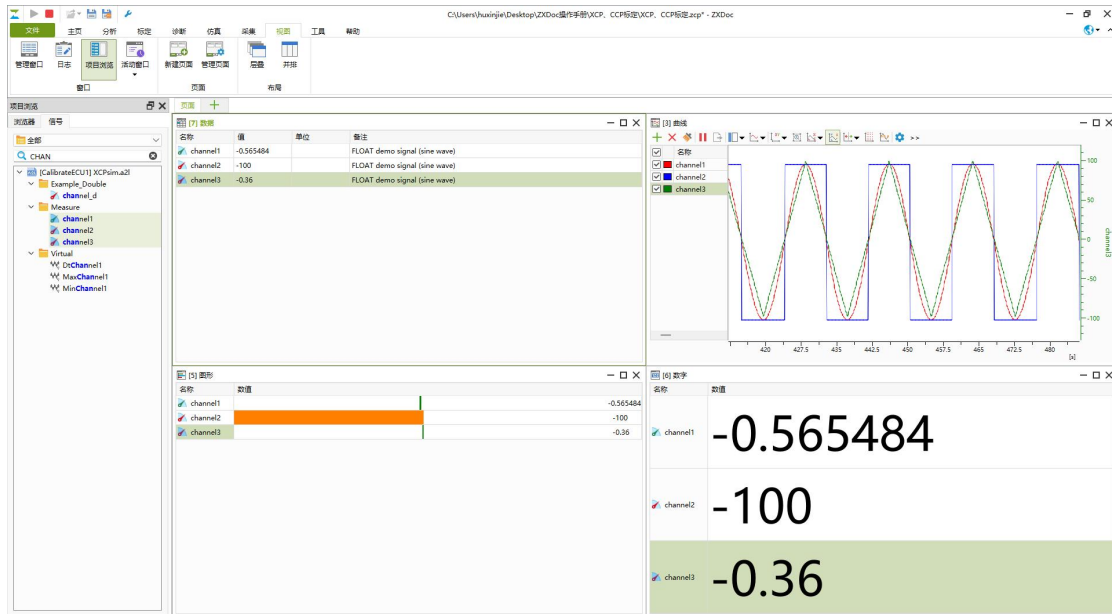 C:\Users\huxinjie\Desktop\ZXDoc操作手册\XCP、CCP标定\XCP、CCP标定.zcp* - ZXDoc
文件 主页 分析 标定 诊断 仿真 采集 视图 工具 帮助
管理窗口 日志 项目浏览 活动窗口 新建页面 管理页面 层叠 并排
窗口 页面 布局
项目浏览
浏览器 信号
全部
CHAN
[CalibrateECU1] XCPsim.a2l
Example_Double
channel_d
Measure
channel1
channel2
channel3
Virtual
DtChannel1
MaxChannel1
MinChannel1
页面
[7] 数据
名称 值 单位 备注
channel1 -0.565484 FLOAT demo signal (sine wave)
channel2 -100 FLOAT demo signal (sine wave)
channel3 -0.36 FLOAT demo signal (sine wave)
[3] 曲线
>>
名称
channel1
channel2
channel3
100
50
0
-50
-100
channel3
420 427.5 435 442.5 450 457.5 465 472.5 480
[s]
[5] 图形
名称 数值
channel1 -0.565484
channel2 -100
channel3 -0.36
[6] 数字
名称 数值
channel1 -0.565484
channel2 -100
channel3 -0.36